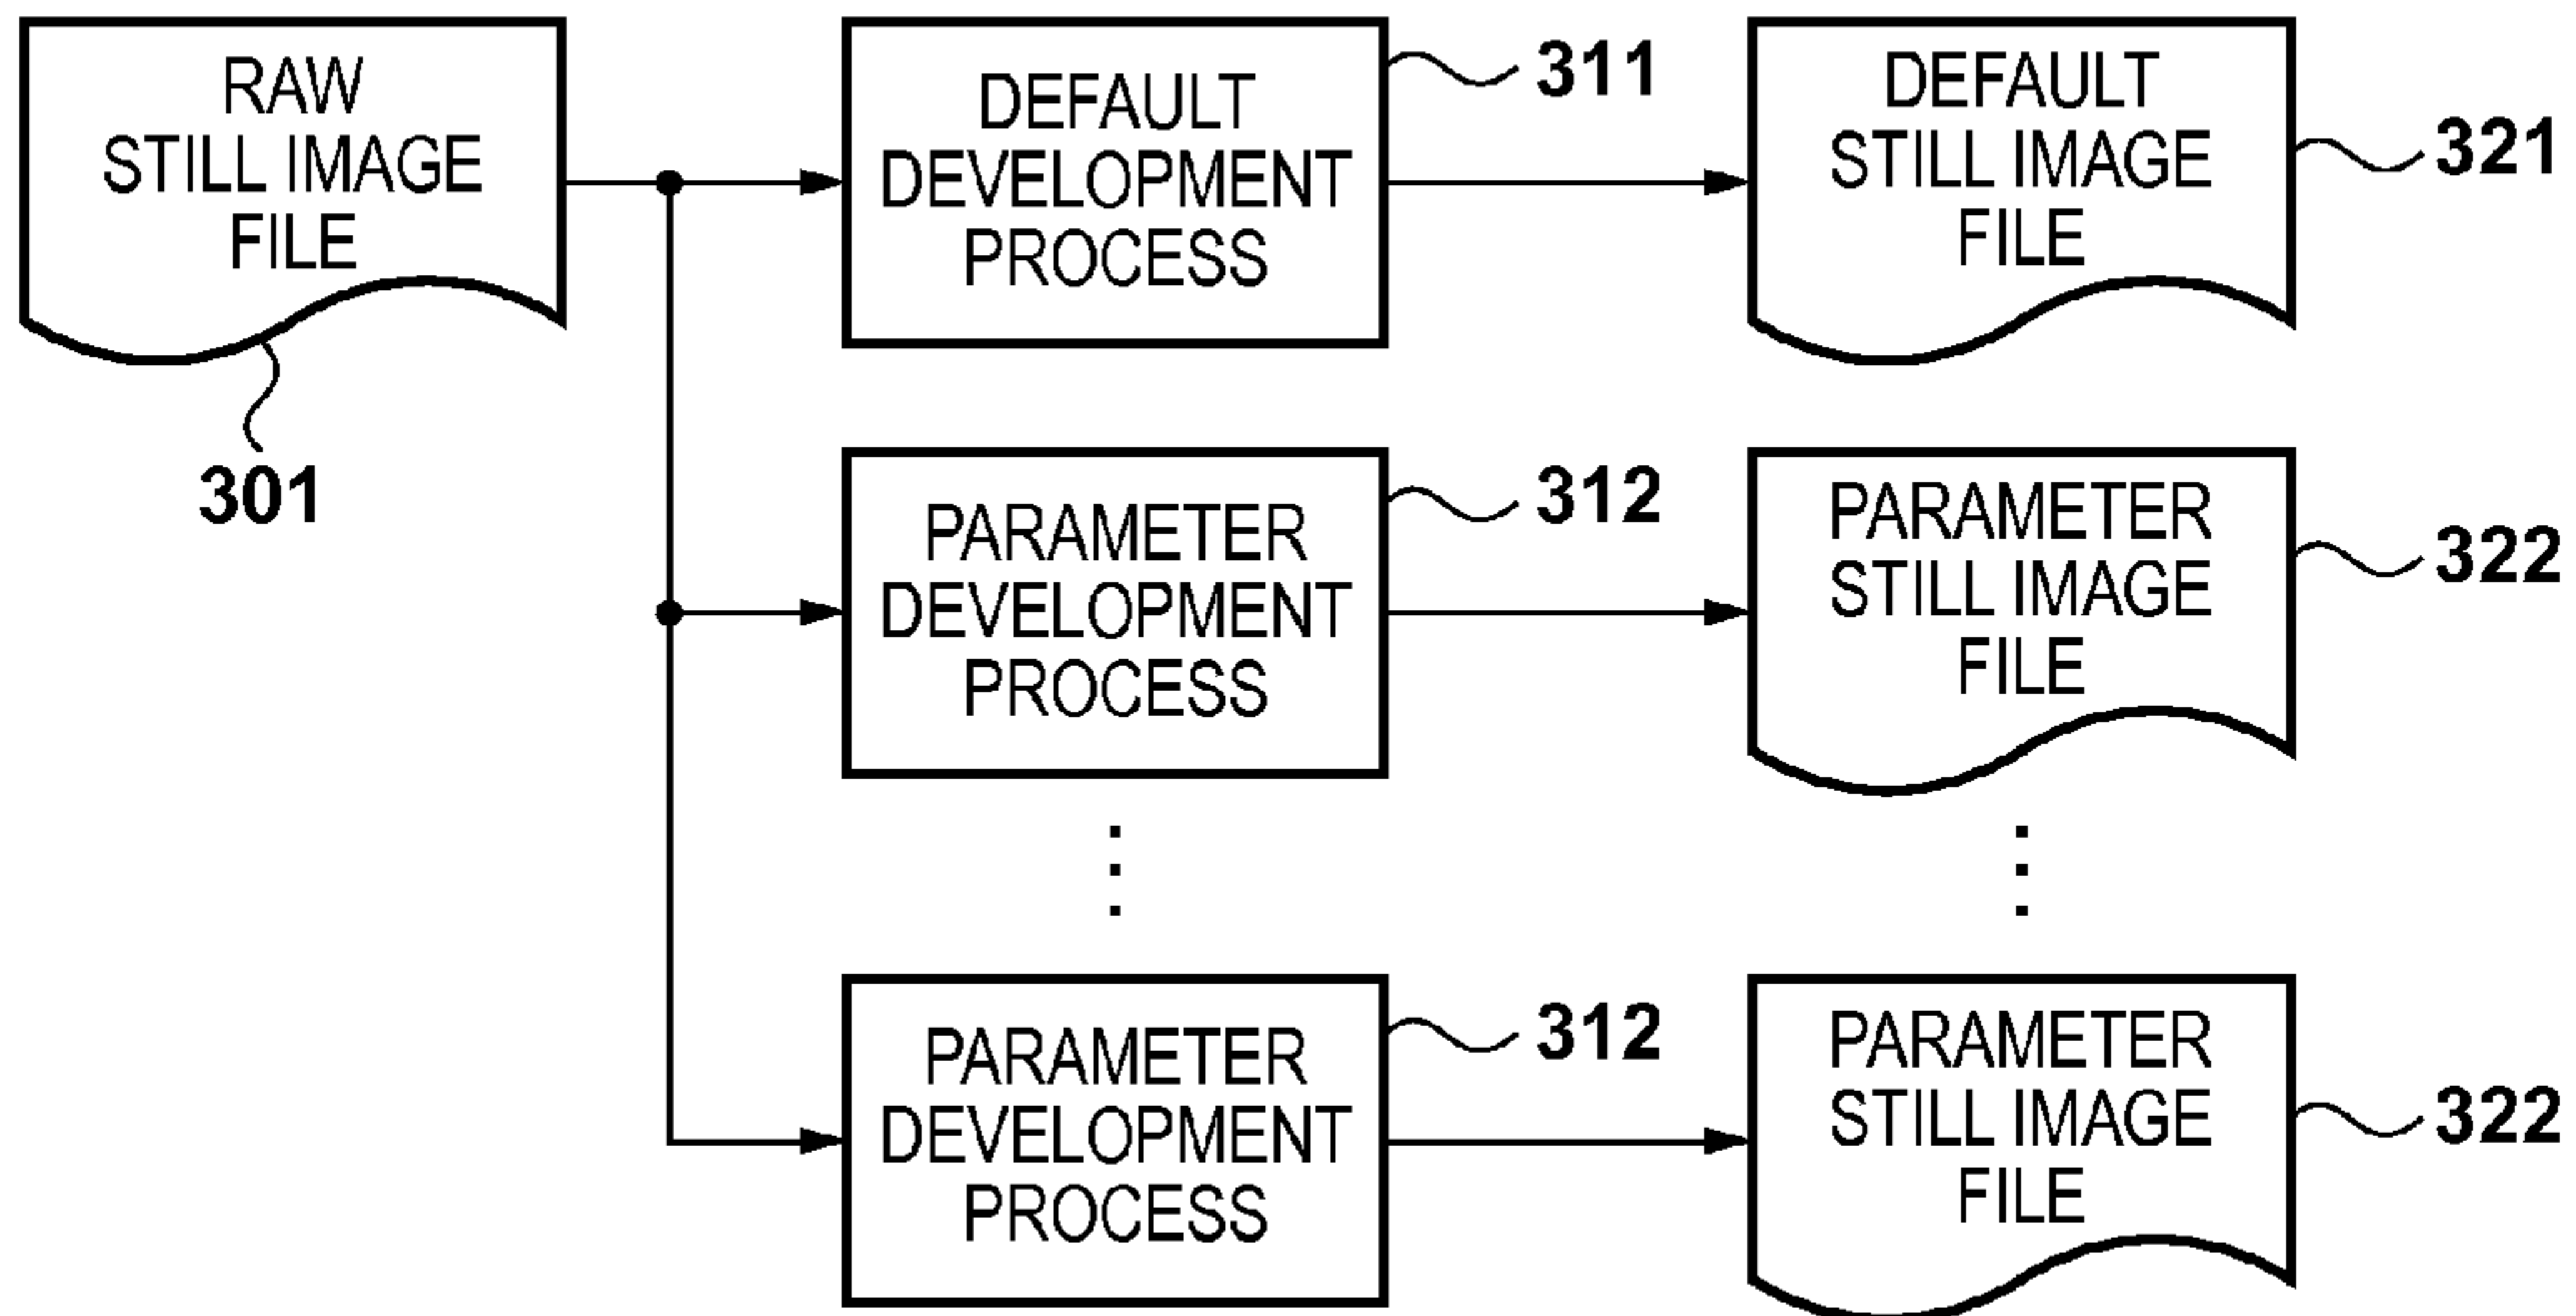 RAW
STILL IMAGE
FILE
301
DEFAULT
DEVELOPMENT
PROCESS
311
DEFAULT
STILL IMAGE
FILE
321
PARAMETER
DEVELOPMENT
PROCESS
312
PARAMETER
STILL IMAGE
FILE
322
PARAMETER
DEVELOPMENT
PROCESS
312
PARAMETER
STILL IMAGE
FILE
322